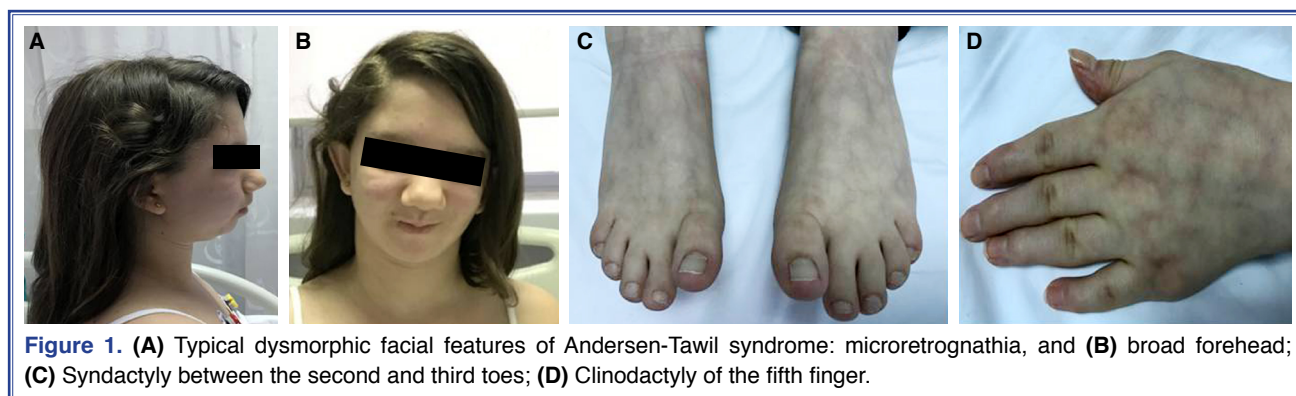 A
B
C
D
Figure 1. (A) Typical dysmorphic facial features of Andersen-Tawil syndrome: microretrognathia, and (B) broad forehead;
(C) Syndactyly between the second and third toes; (D) Clinodactyly of the fifth finger.